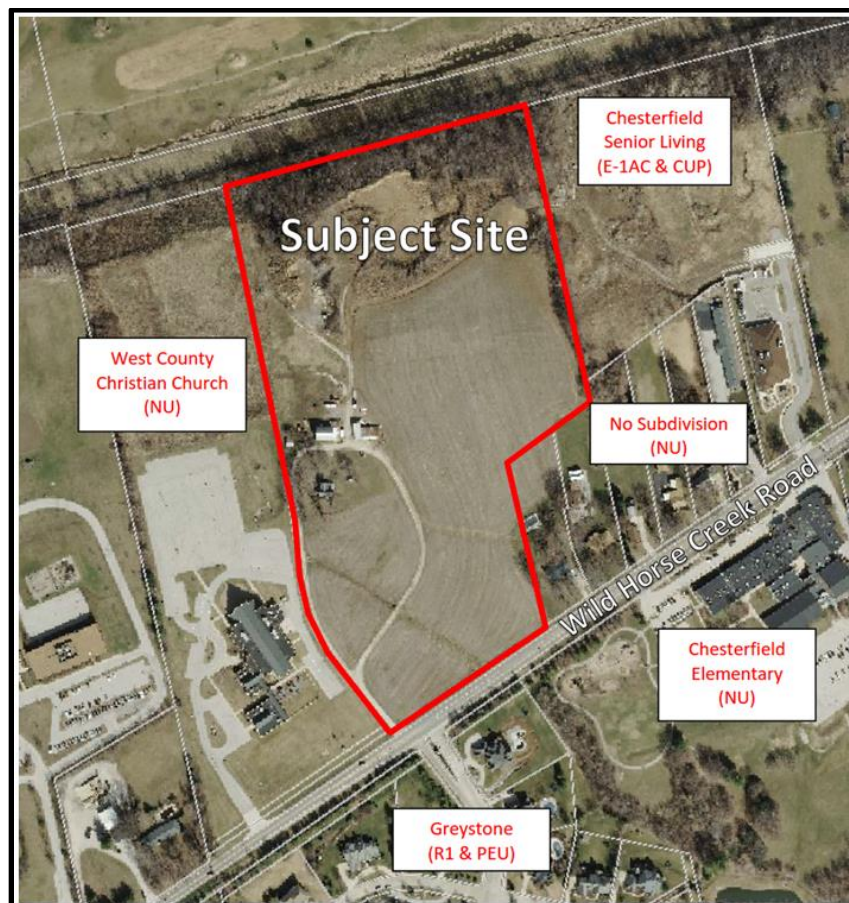 Chesterfield
Senior Living
(E-1AC & CUP)
Subject Site
West County
Christian Church
(NU)
No Subdivision
(NU)
Wild Horse Creek Road
Chesterfield
Elementary
(NU)
Greystone
(R1 & PEU)